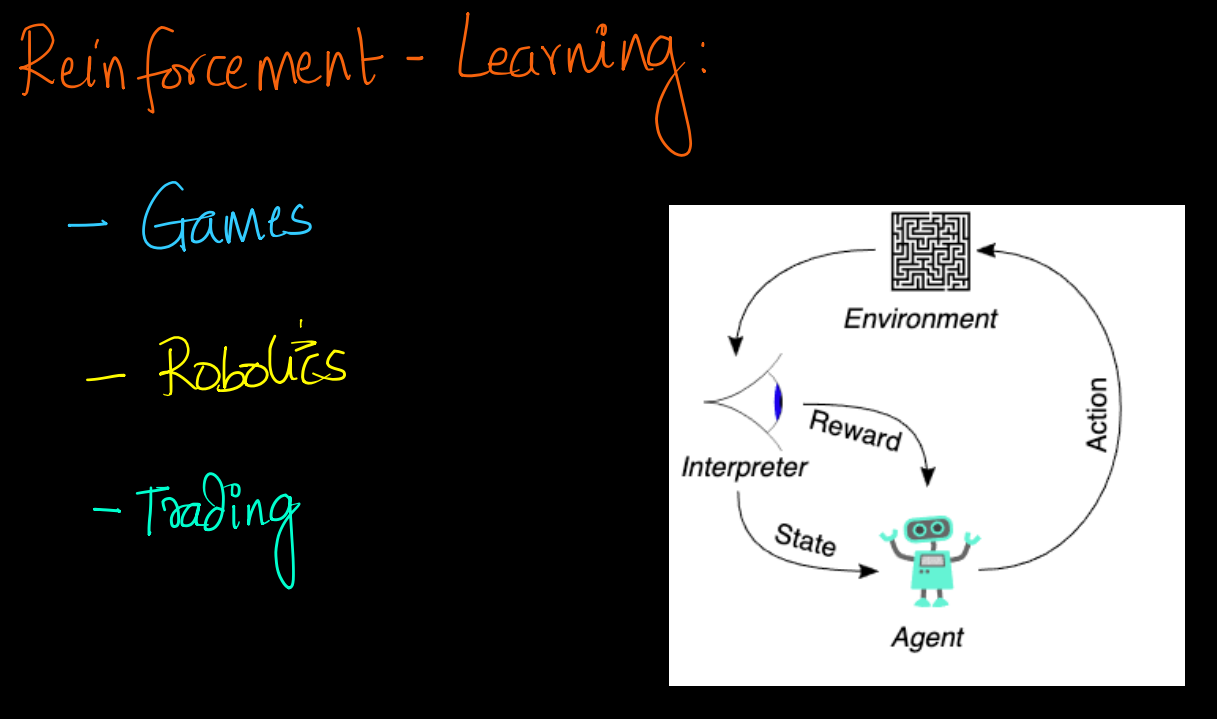 Reinforcement - Learning:
- Games
- Robotics
- Trading
Environment
Reward
Interpreter
Action
State
Agent